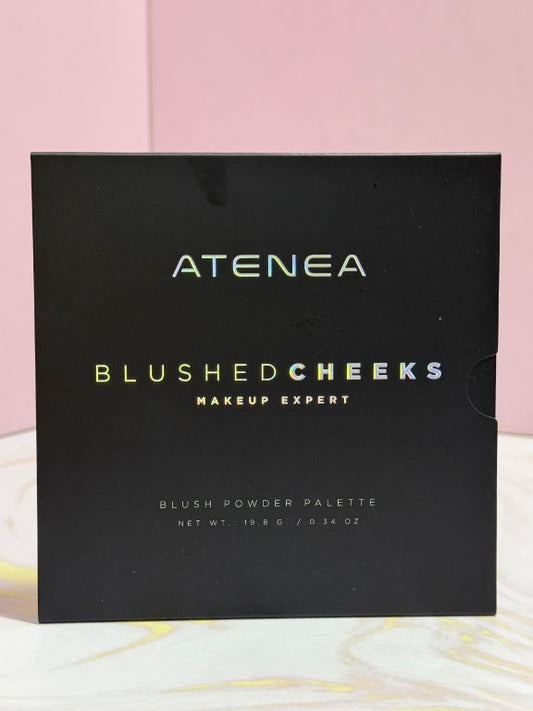 ATENEA
BLUSHEDCHEEKS
MAKEUP EXPERT
BLUSH POWDER PALETTE
NET WT.: 19.8 G / 0.34 OZ